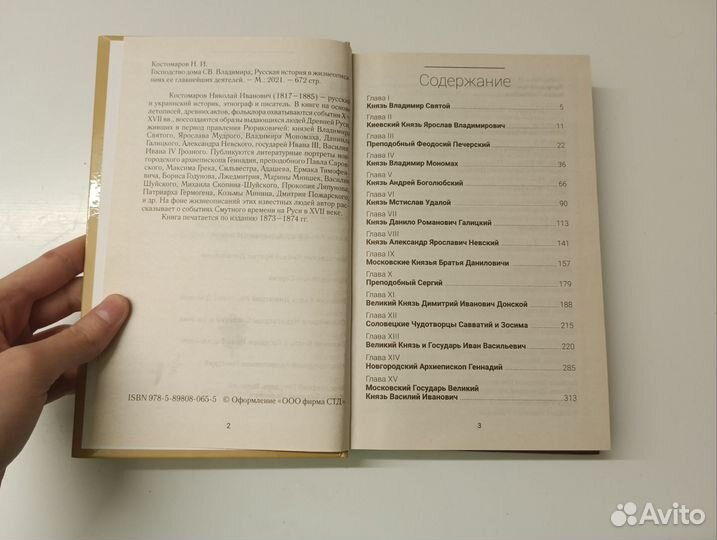 Костомаров Н. И.
Господство дома СВ. Владимира; Русская история в жизнеописа
ниях ее главнейших деятелей. – М.: 2021. – 672 стр.
Костомаров Николай Иванович (1817–1885) — русский
и украинский историк, этнограф и писатель. В книге на основе
летописей, древних актов, фольклора охватываются события X -
XVII вв., воссоздаются образы выдающихся людей Древней Руси
живших в период правления Рюриковичей: князей Владимира
Святого, Ярослава Мудрого, Владимира Мономаха, Данила
Галицкого, Александра Невского, государей Ивана III, Василия
Ивана IV Грозного. Публикуются литературные портреты нов
городского архиепископа Геннадия, преподобного Павла Саров
ского, Максима Грека, Сильвестра, Адашева, Ермака Тимофее
вича, Бориса Годунова, Лжедмитрия, Марины Мнишек, Василия
Шуйского, Михаила Скопина-Шуйского, Прокопия Ляпунова,
Патриарха Гермогена, Козьмы Минина, Дмитрия Пожарского
и др. На фоне жизнеописаний этих известных людей автор рас
сказывает о событиях Смутного времени на Руси в XVII веке.
Книга печатается по изданию 1873–1874 гг.
ISBN 978-5-89808-065-5 © Оформление «ООО фирма СТД»
2
Содержание
Глава I
Князь Владимир Святой 5
Глава II
Киевский Князь Ярослав Владимирович 11
Глава III
Преподобный Феодосий Печерский 22
Глава IV
Князь Владимир Мономах 36
Глава V
Князь Андрей Боголюбский 66
Глава VI
Князь Мстислав Удалой 90
Глава VII
Князь Данило Романович Галицкий 113
Глава VIII
Князь Александр Ярославич Невский 141
Глава IX
Московские Князья Братья Даниловичи 157
Глава X
Преподобный Сергий 179
Глава XI
Великий Князь Димитрий Иванович Донской 188
Глава XII
Соловецкие Чудотворцы Савватий и Зосима 215
Глава XIII
Великий Князь и Государь Иван Васильевич 220
Глава XIV
Новгородский Архиепископ Геннадий 285
Глава XV
Московский Государь Великий
Князь Василий Иванович 313
3
Avito